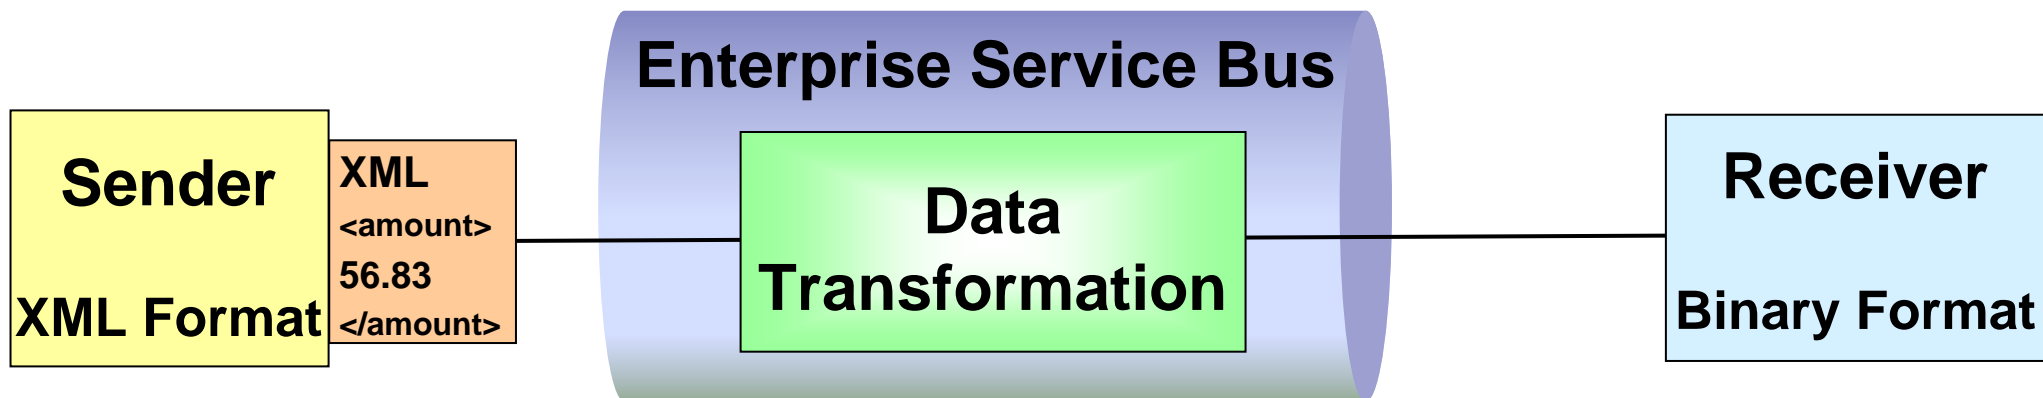 Enterprise Service Bus
Sender
XML Format
XML
<amount>
56.83
</amount>
Data
Transformation
Receiver
Binary Format